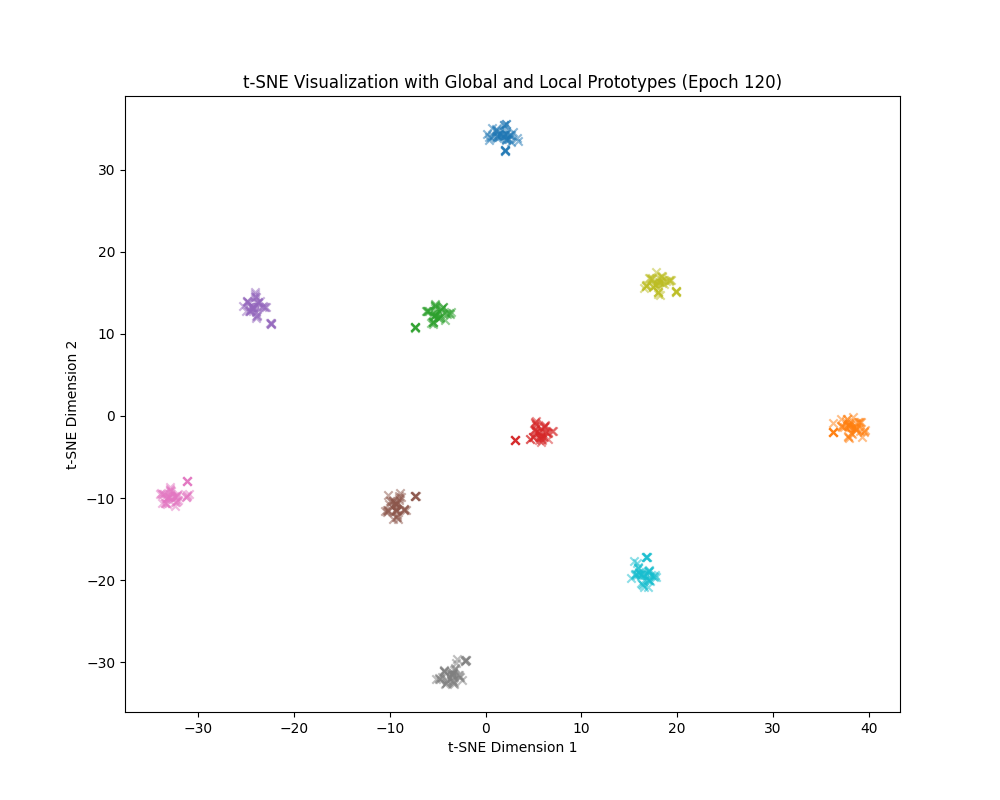 t-SNE Visualization with Global and Local Prototypes (Epoch 120)
t-SNE Dimension 2
30
20
10
0
−10
−20
−30
−30 −20 −10 0 10 20 30 40
t-SNE Dimension 1